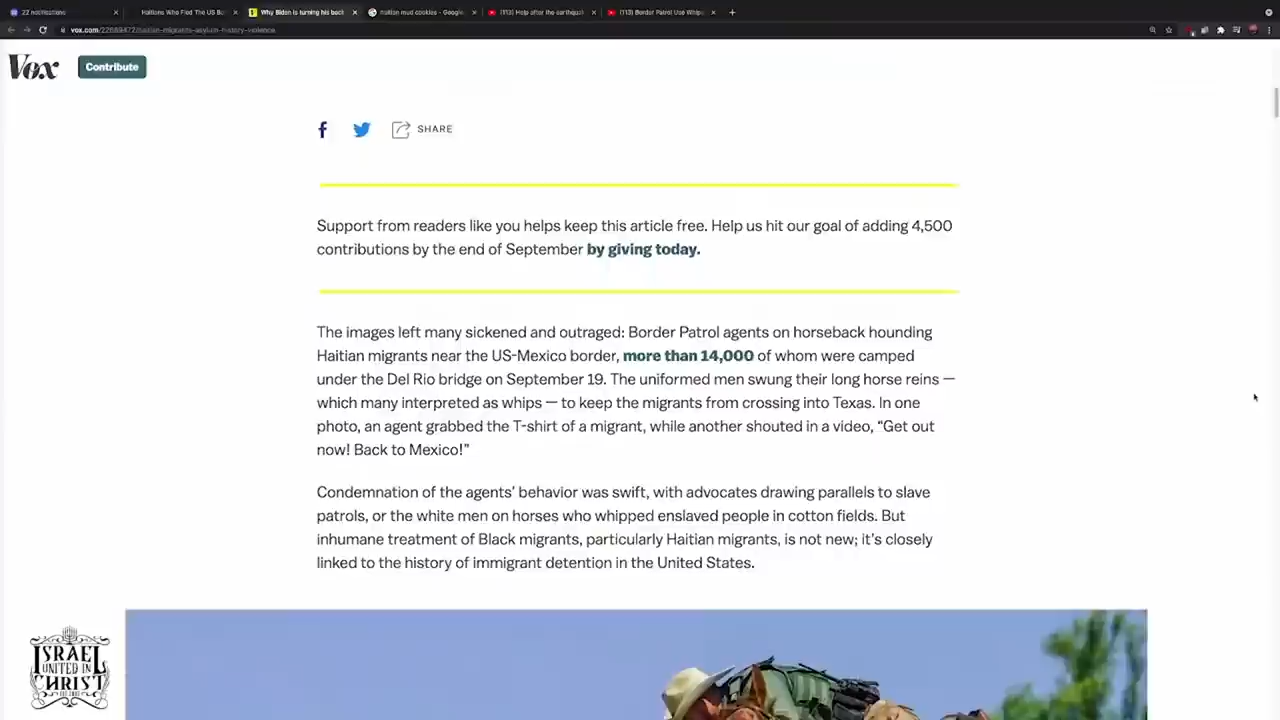 22 notifications
Haitians Who Fled The US Bo
Why Biden is turning his back
haitian mud cookies - Google
(113) Help after the earthqua
(113) Border Patrol Use Whip
Vox
Contribute
SHARE
Support from readers like you helps keep this article free. Help us hit our goal of adding 4,500
contributions by the end of September by giving today.
The images left many sickened and outraged: Border Patrol agents on horseback hounding
Haitian migrants near the US-Mexico border, more than 14,000 of whom were camped
under the Del Rio bridge on September 19. The uniformed men swung their long horse reins —
which many interpreted as whips — to keep the migrants from crossing into Texas. In one
photo, an agent grabbed the T-shirt of a migrant, while another shouted in a video, “Get out
now! Back to Mexico!”
Condemnation of the agents’ behavior was swift, with advocates drawing parallels to slave
patrols, or the white men on horses who whipped enslaved people in cotton fields. But
inhumane treatment of Black migrants, particularly Haitian migrants, is not new; it’s closely
linked to the history of immigrant detention in the United States.
ISRAEL
UNITED IN
CHRIST